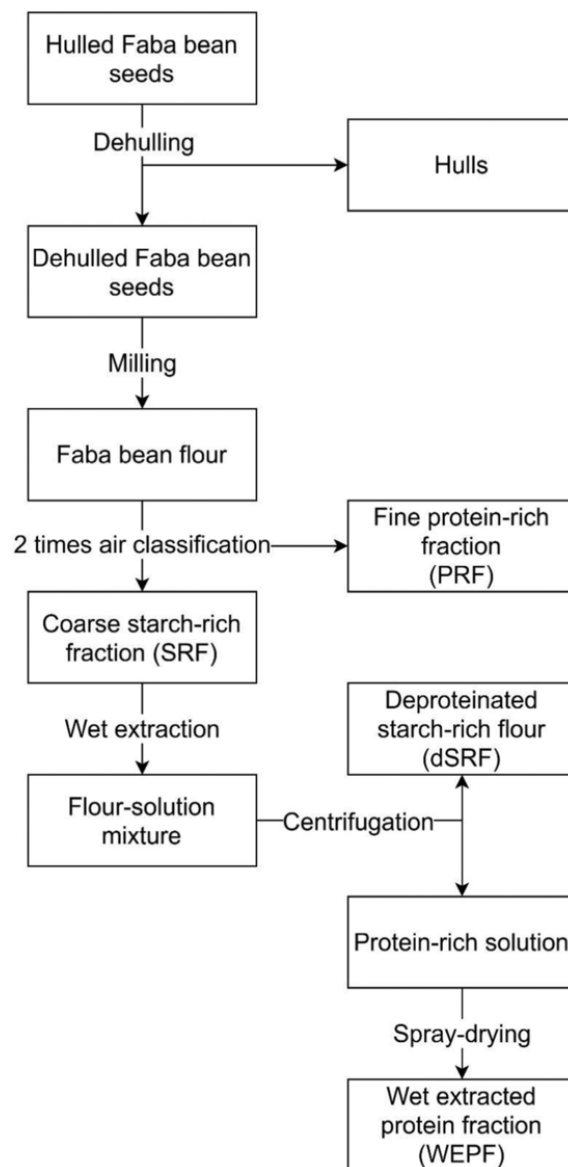 Hulled Faba bean
seeds
Dehulling
Hulls
Dehulled Faba bean
seeds
Milling
Faba bean flour
2 times air classification
Fine protein-rich
fraction
(PRF)
Coarse starch-rich
fraction (SRF)
Wet extraction
Deproteinated
starch-rich flour
(dSRF)
Flour-solution
mixture
Centrifugation
Protein-rich solution
Spray-drying
Wet extracted
protein fraction
(WEPF)